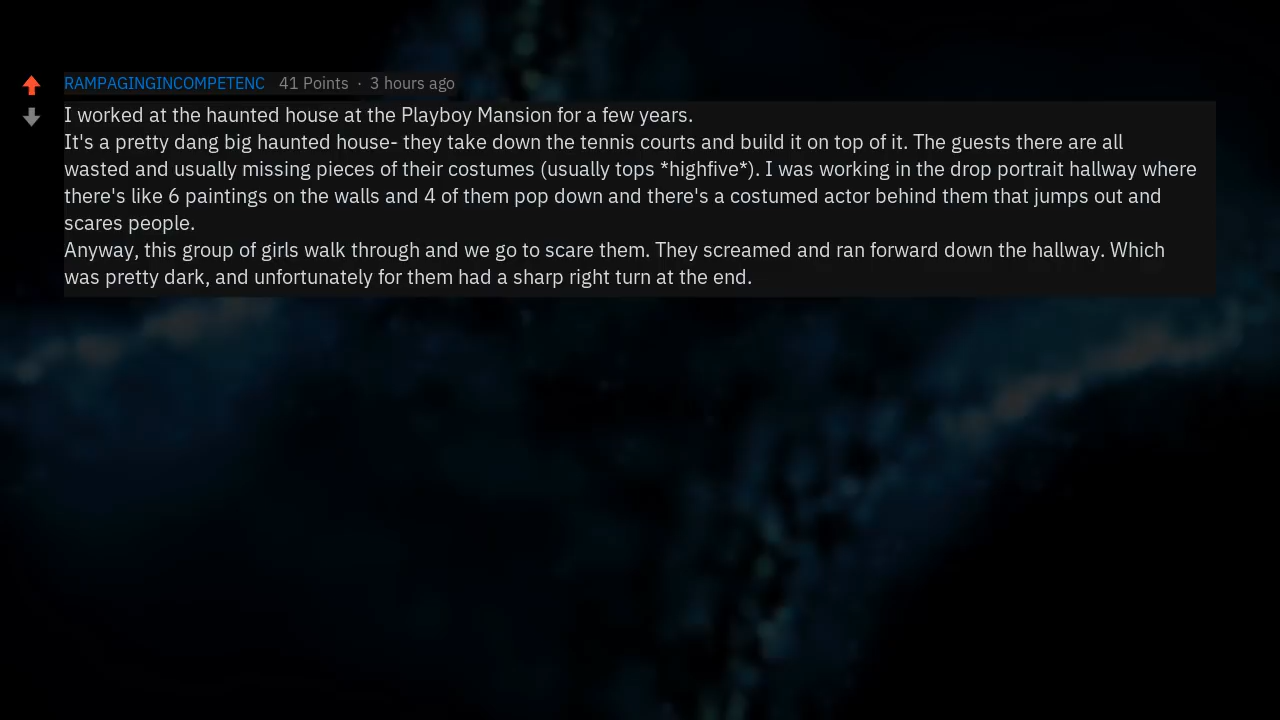 RAMPAGINGINCOMPETENC 41 Points · 3 hours ago
I worked at the haunted house at the Playboy Mansion for a few years.
It's a pretty dang big haunted house- they take down the tennis courts and build it on top of it. The guests there are all
wasted and usually missing pieces of their costumes (usually tops *highfive*). I was working in the drop portrait hallway where
there's like 6 paintings on the walls and 4 of them pop down and there's a costumed actor behind them that jumps out and
scares people.
Anyway, this group of girls walk through and we go to scare them. They screamed and ran forward down the hallway. Which
was pretty dark, and unfortunately for them had a sharp right turn at the end.